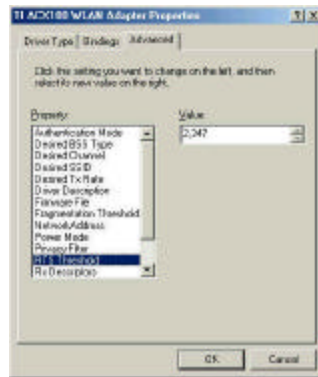 TI ACX100 WLAN Adapter Properties
Driver Type
Bindings
Advanced
Click the setting you want to change on the left, and then
select its new value on the right.
Property:
Value:
Authentication Mode
Desired BSS Type
Desired Channel
Desired SSID
Desired Tx Rate
Driver Description
Firmware File
Fragmentation Threshold
NetworkAddress
Power Mode
Privacy Filter
RTS Threshold
Rx Descriptors
2,347
OK
Cancel